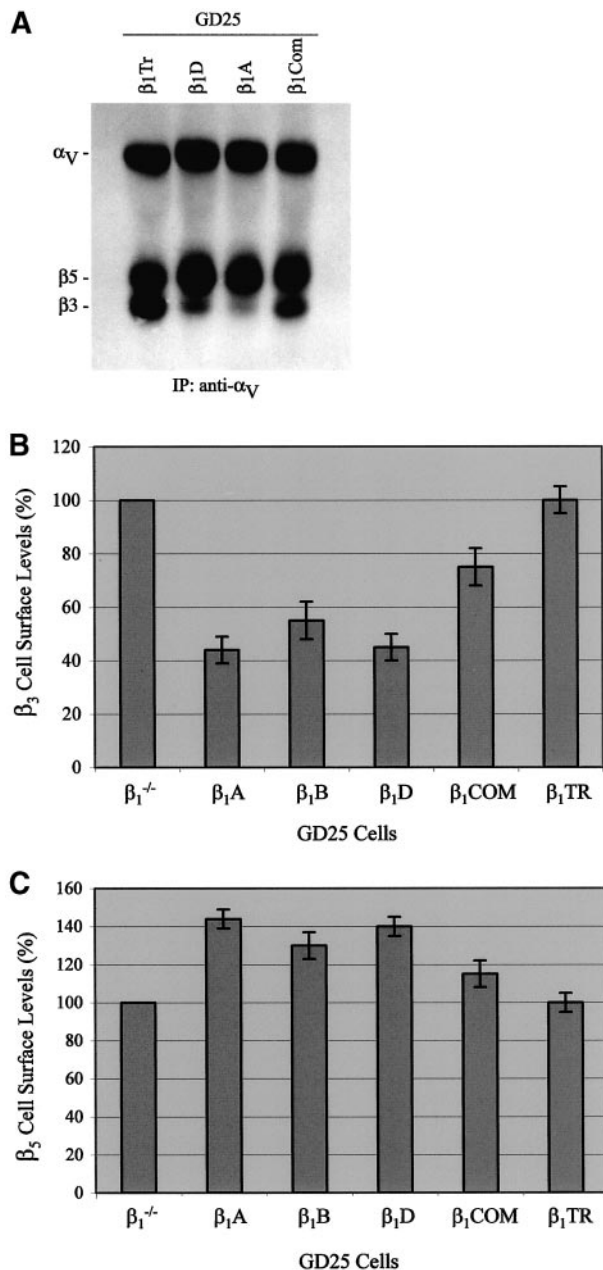 A
GD25
β1Tr β1D β1A β1Com
αV -
β5 -
β3 -
IP: anti-αV
B
β3 Cell Surface Levels (%)
120
100
80
60
40
20
0
β1-/- β1A β1B β1D β1COM β1TR
GD25 Cells
C
β5 Cell Surface Levels (%)
160
140
120
100
80
60
40
20
0
β1-/- β1A β1B β1D β1COM β1TR
GD25 Cells